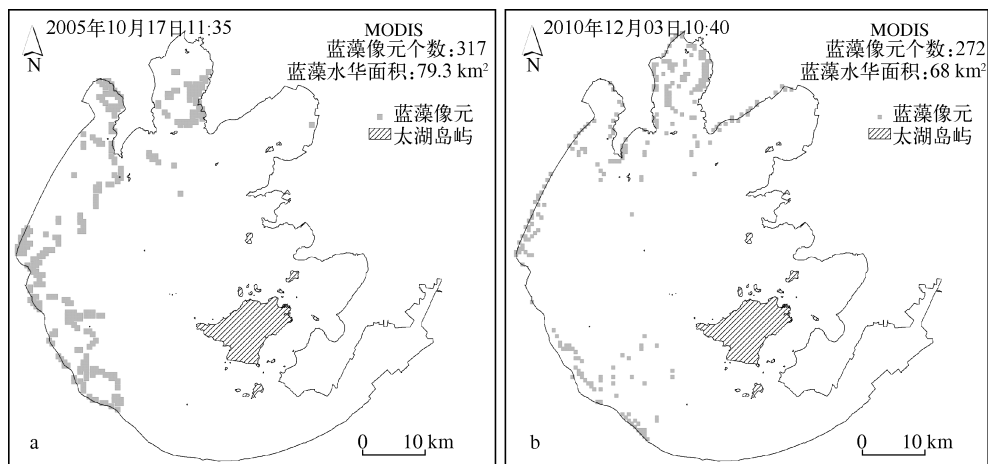 2005年10月17日11:35
MODIS
蓝藻像元个数:317
蓝藻水华面积:79.3 km²
N
蓝藻像元
太湖岛屿
a
0 10 km
2010年12月03日10:40
MODIS
蓝藻像元个数:272
蓝藻水华面积:68 km²
N
蓝藻像元
太湖岛屿
b
0 10 km